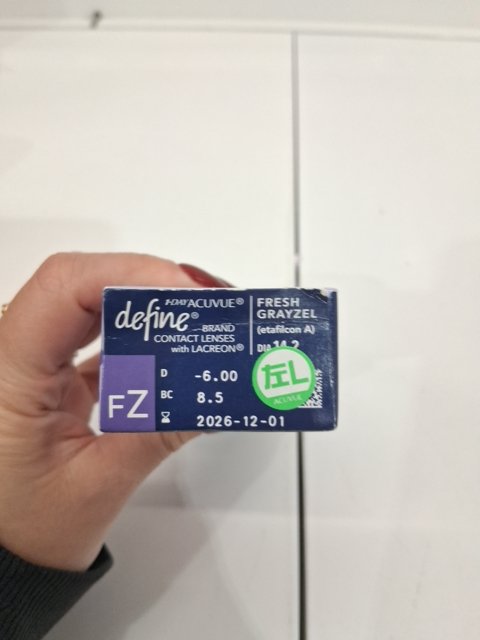 1-DAY ACUVUE®
define®
BRAND
CONTACT LENSES
with LACREON®
FRESH
GRAYZEL
(etafilcon A)
DIA 14.2
左L
ACUVUE
FZ
D -6.00
BC 8.5
2026-12-01